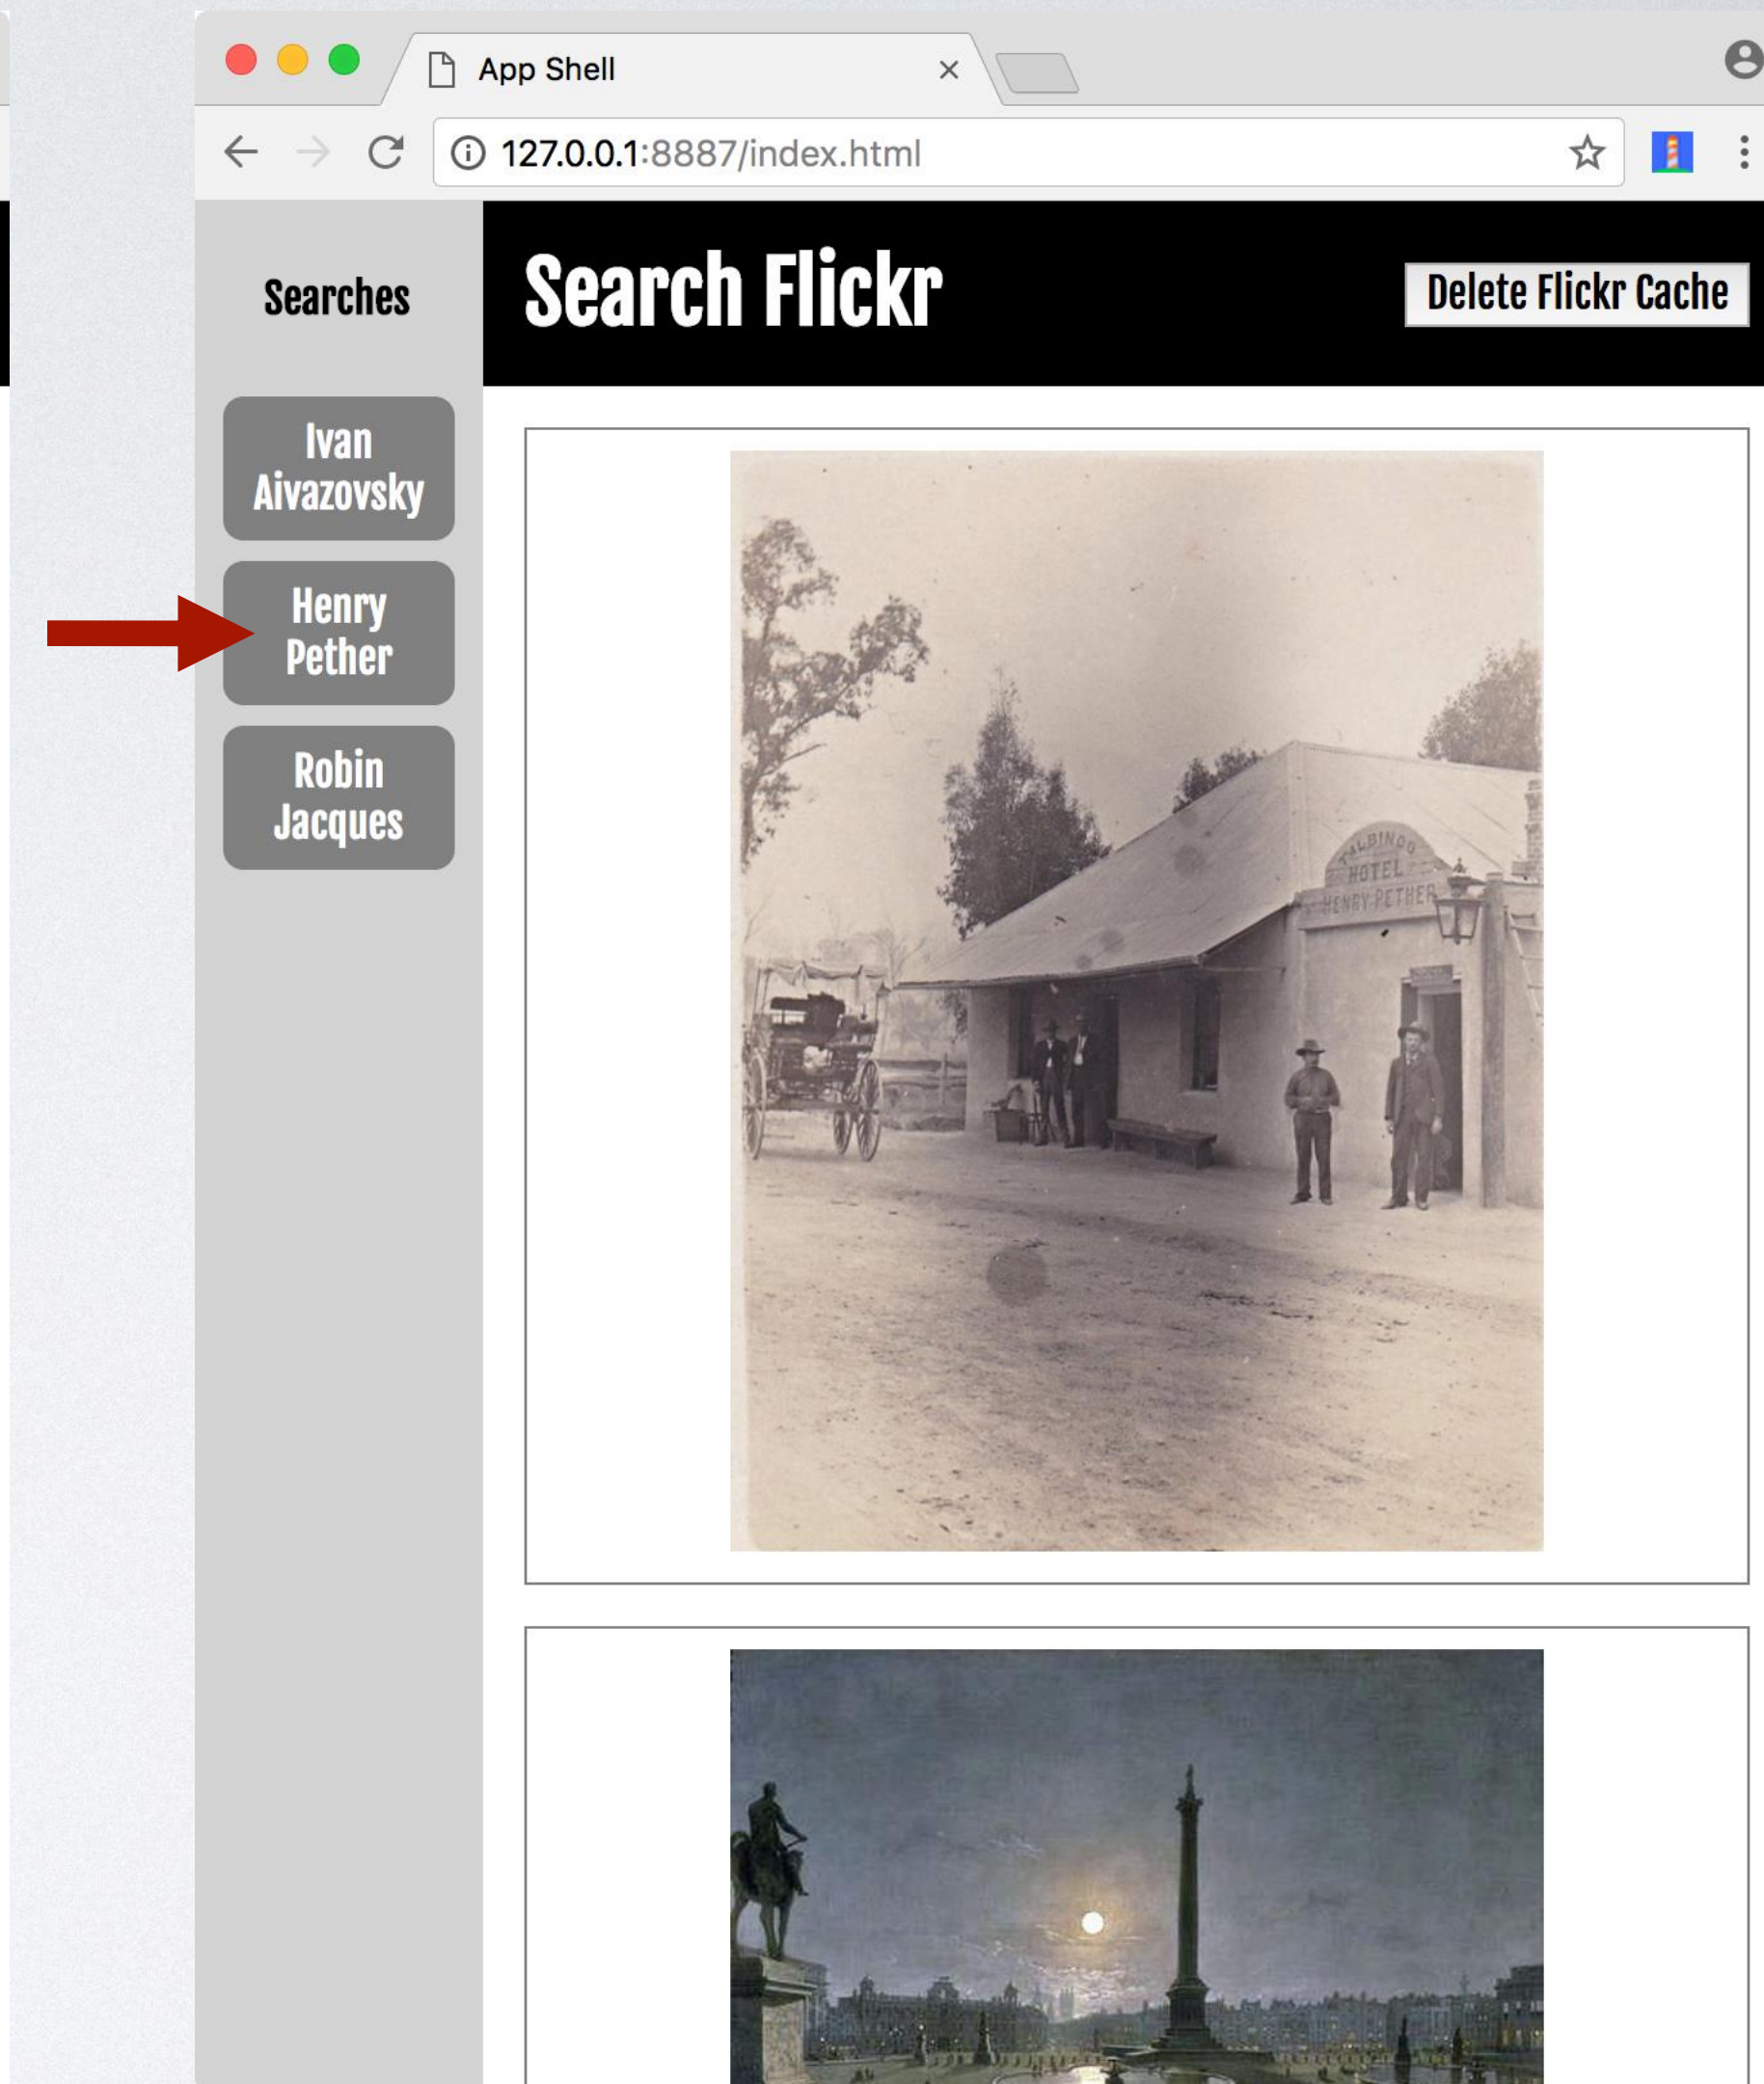 App Shell
127.0.0.1:8887/index.html
Searches
Search Flickr
Delete Flickr Cache
Ivan
Aivazovsky
Henry
Pether
Robin
Jacques
TALBINGO
HOTEL
HENRY PETHER